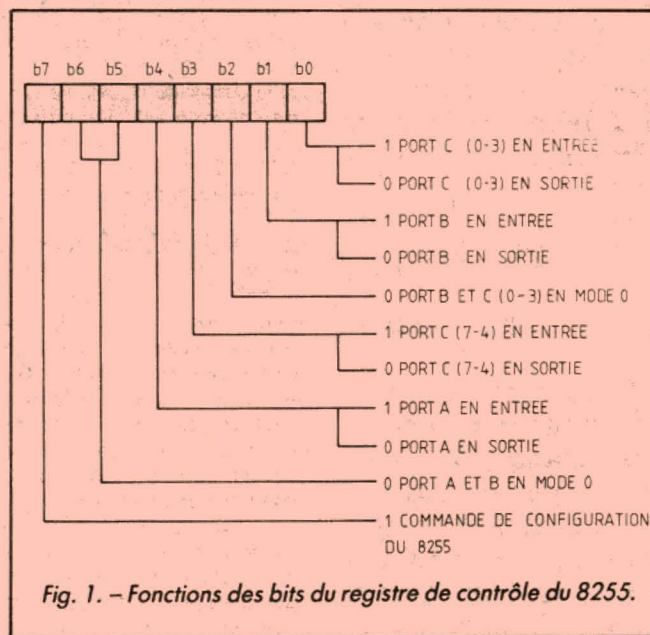 b7 b6 b5 b4 b3 b2 b1 b0
1 PORT C (0-3) EN ENTREE
0 PORT C (0-3) EN SORTIE
1 PORT B EN ENTREE
0 PORT B EN SORTIE
0 PORT B ET C (0-3) EN MODE 0
1 PORT C (7-4) EN ENTREE
0 PORT C (7-4) EN SORTIE
1 PORT A EN ENTREE
0 PORT A EN SORTIE
0 PORT A ET B EN MODE 0
1 COMMANDE DE CONFIGURATION
DU 8255
Fig. 1. – Fonctions des bits du registre de contrôle du 8255.